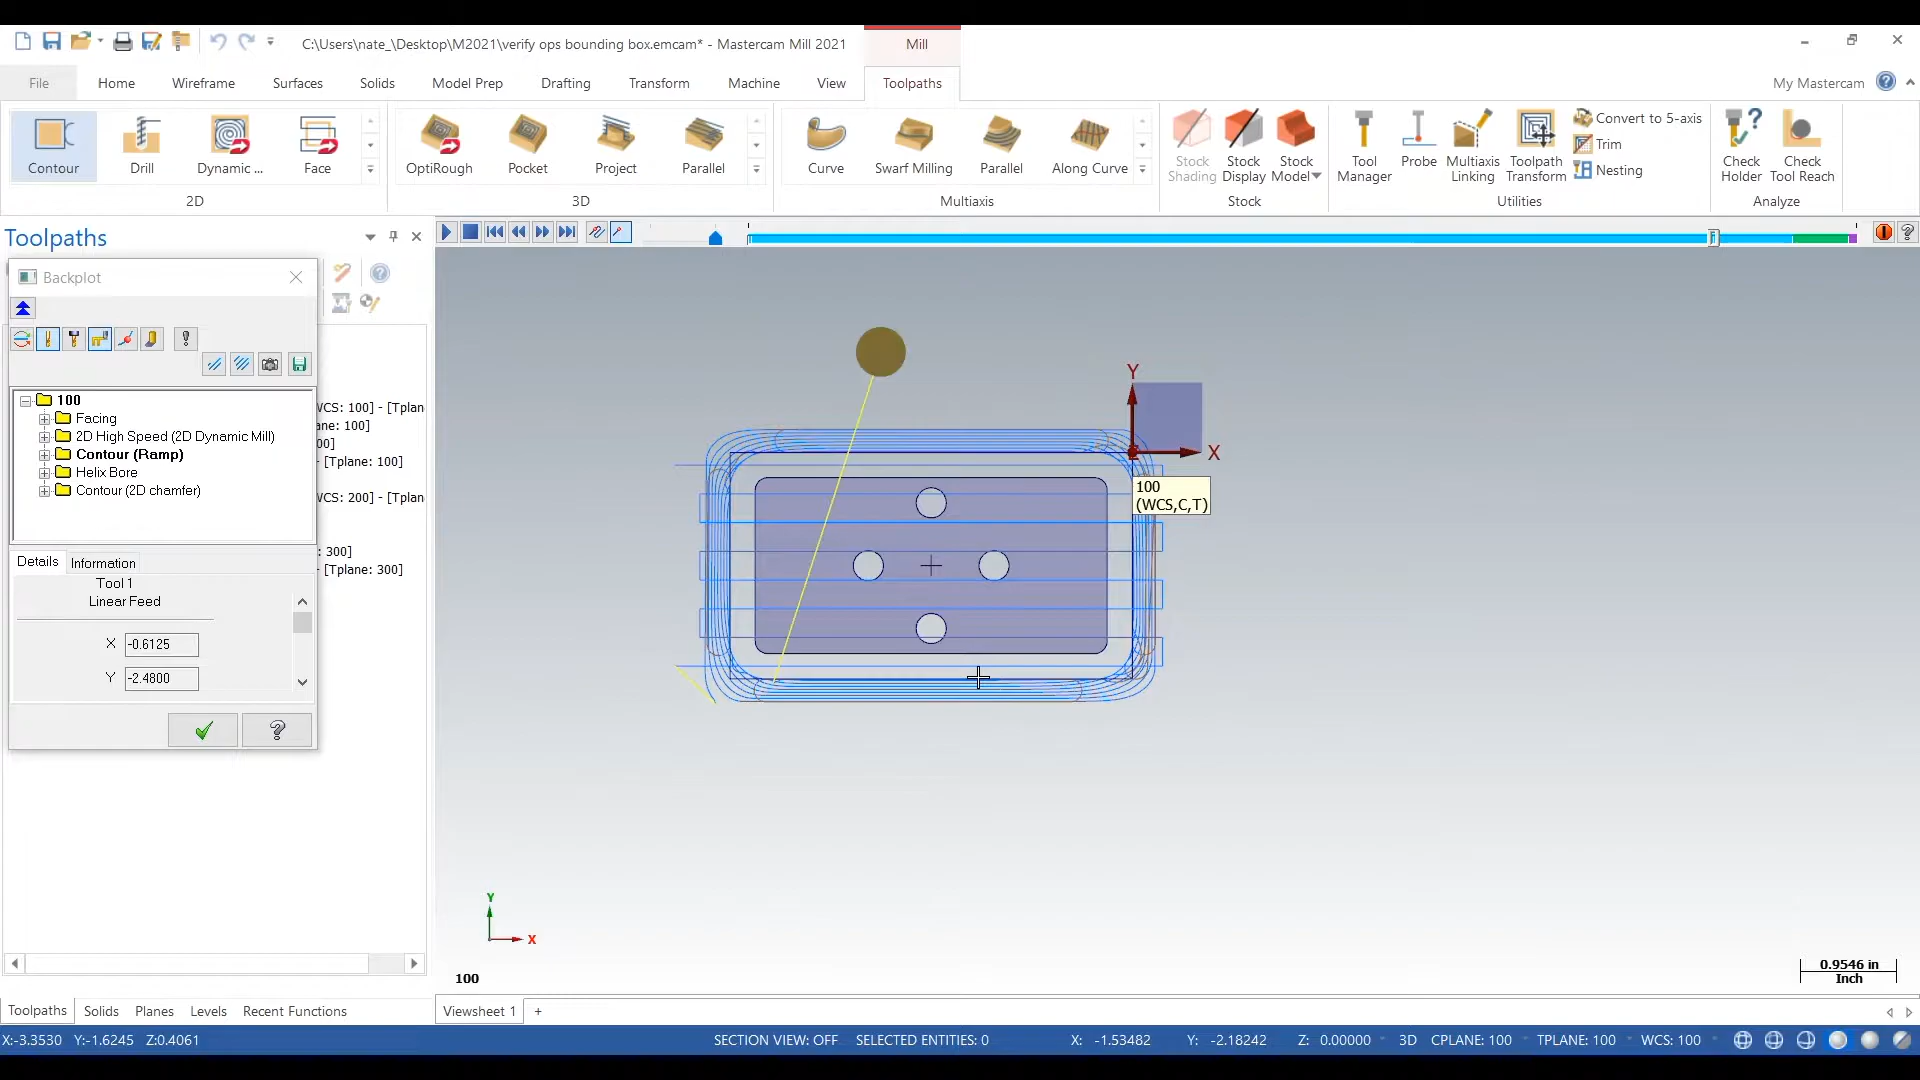 C:\Users\nate_\Desktop\M2021\verify ops bounding box.emcam* - Mastercam Mill 2021
Mill
File
Home
Wireframe
Surfaces
Solids
Model Prep
Drafting
Transform
Machine
View
Toolpaths
My Mastercam
Contour
Drill
Dynamic ...
Face
2D
OptiRough
Pocket
Project
Parallel
3D
Curve
Swarf Milling
Parallel
Along Curve
Multiaxis
Stock
Shading
Stock
Display
Stock
Model
Stock
Tool
Manager
Probe
Multiaxis
Linking
Toolpath
Transform
Convert to 5-axis
Trim
Nesting
Utilities
Check
Holder
Check
Tool Reach
Analyze
Toolpaths
Backplot
100
Facing
2D High Speed (2D Dynamic Mill)
Contour (Ramp)
Helix Bore
Contour (2D chamfer)
WCS: 100] - [Tplan
ane: 100]
00]
- [Tplane: 100]
WCS: 200] - [Tplan
: 300]
- [Tplane: 300]
Details
Information
Tool 1
Linear Feed
X
-0.6125
Y
-2.4800
Y
X
100
(WCS,C,T)
Y
X
100
0.9546 in
Inch
Toolpaths
Solids
Planes
Levels
Recent Functions
Viewsheet 1
+
X:-3.3530 Y:-1.6245 Z:0.4061
SECTION VIEW: OFF
SELECTED ENTITIES: 0
X: -1.53482
Y: -2.18242
Z: 0.00000
3D
CPLANE: 100
TPLANE: 100
WCS: 100